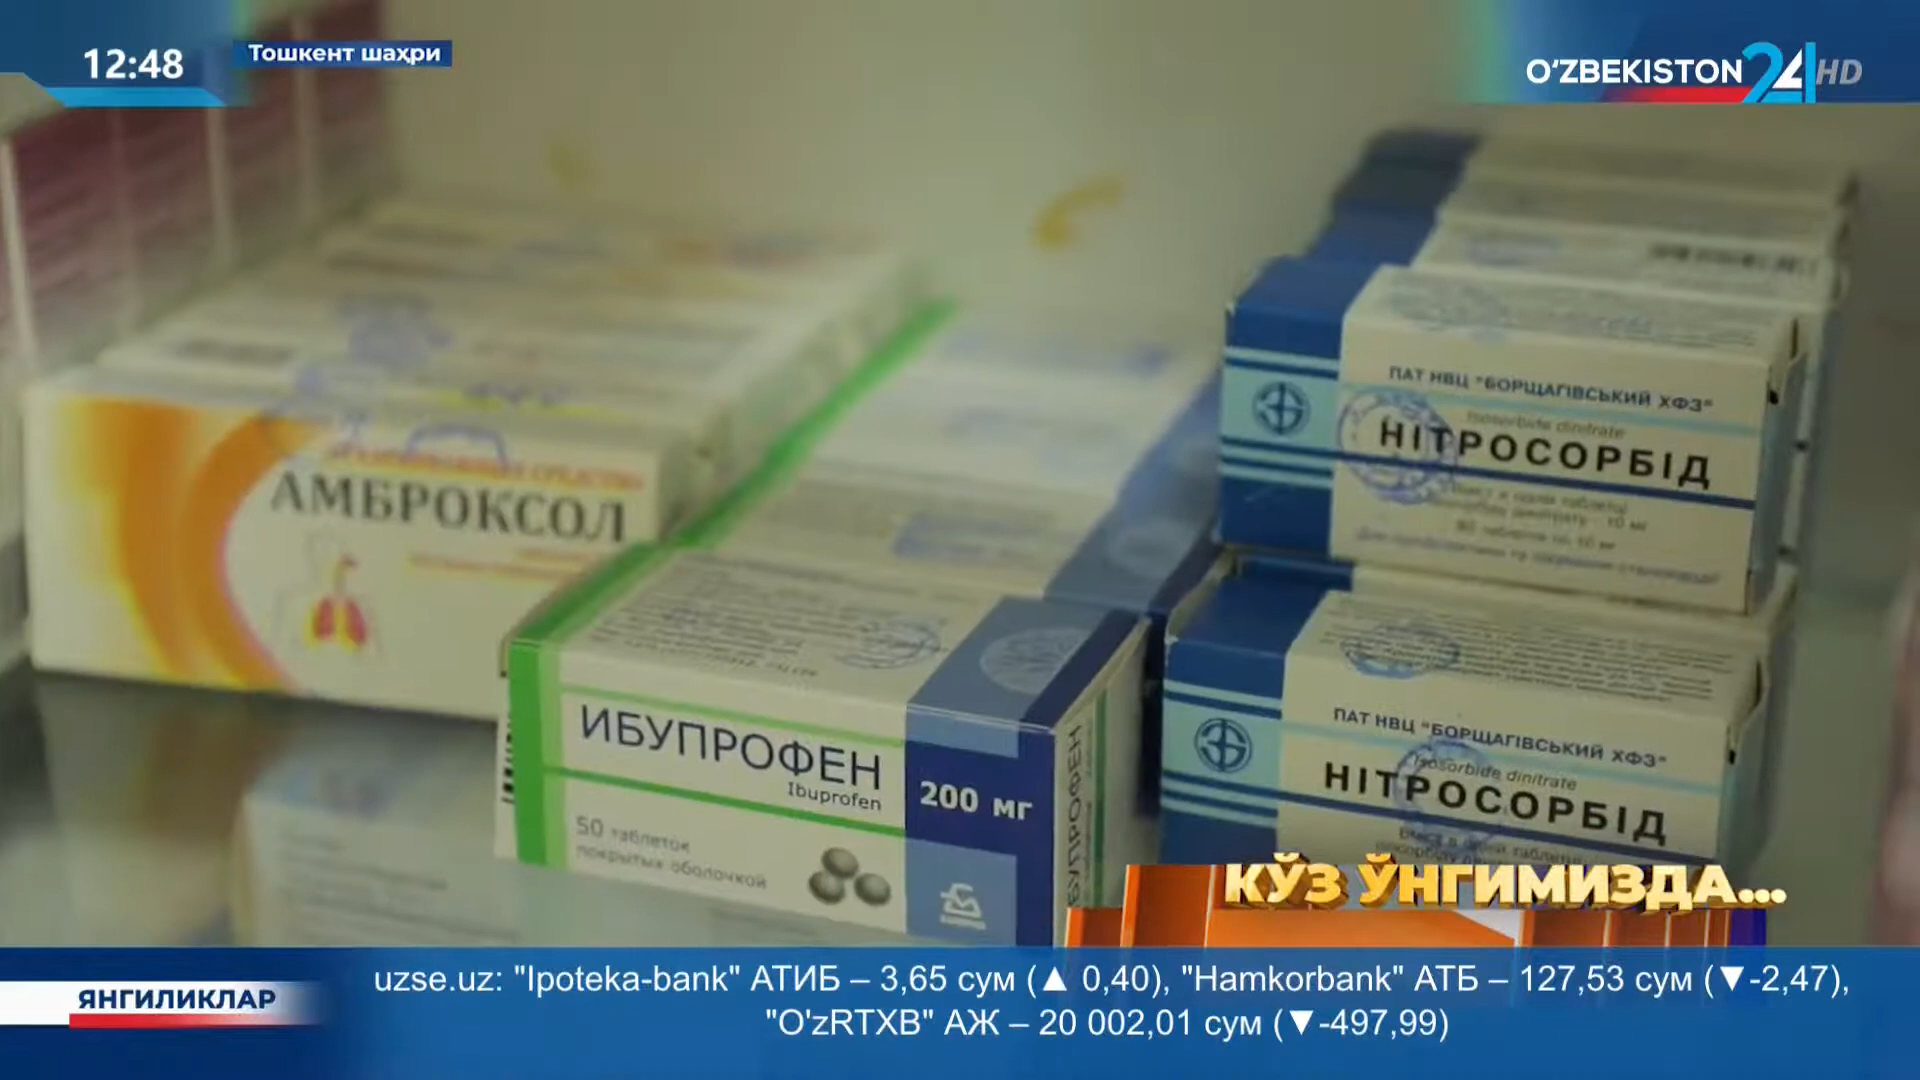 12:48
Тошкент шаҳри
O'ZBEKISTON 24 HD
ПАТ НВЦ "БОРЩАГІВСЬКИЙ ХФЗ"
Isosorbide dinitrate
НІТРОСОРБІД
АМБРОКСОЛ
ИБУПРОФЕН
Ibuprofen
200 мг
50 таблеток
покрытых оболочкой
ИБУПРОФЕН
ПАТ НВЦ "БОРЩАГІВСЬКИЙ ХФЗ"
Isosorbide dinitrate
НІТРОСОРБІД
КЎЗ ЎНГИМИЗДА...
ЯНГИЛИКЛАР
uzse.uz: "Ipoteka-bank" АТИБ – 3,65 сум (▲ 0,40), "Hamkorbank" АТБ – 127,53 сум (▼-2,47),
"O'zRTXB" АЖ – 20 002,01 сум (▼-497,99)